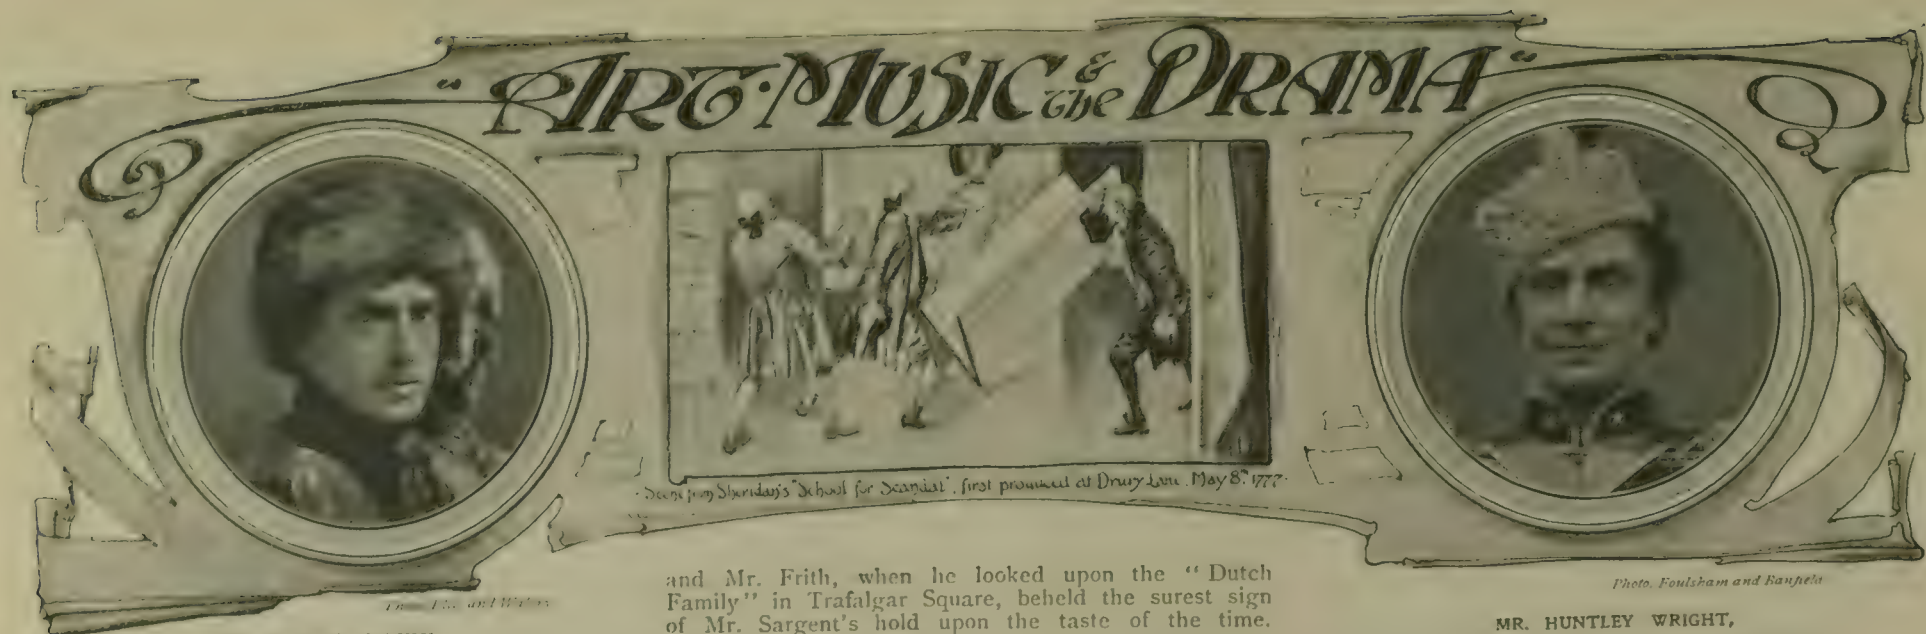 "ART · MUSIC & the DRAMA"
Scene from Sheridan's "School for Scandal", first produced at Drury Lane, May 8th 1777.
and Mr. Frith, when he looked upon the "Dutch
Family" in Trafalgar Square, beheld the surest sign
of Mr. Sargent's hold upon the taste of the time.
Photo. Foulsham and Banfield
MR. HUNTLEY WRIGHT,